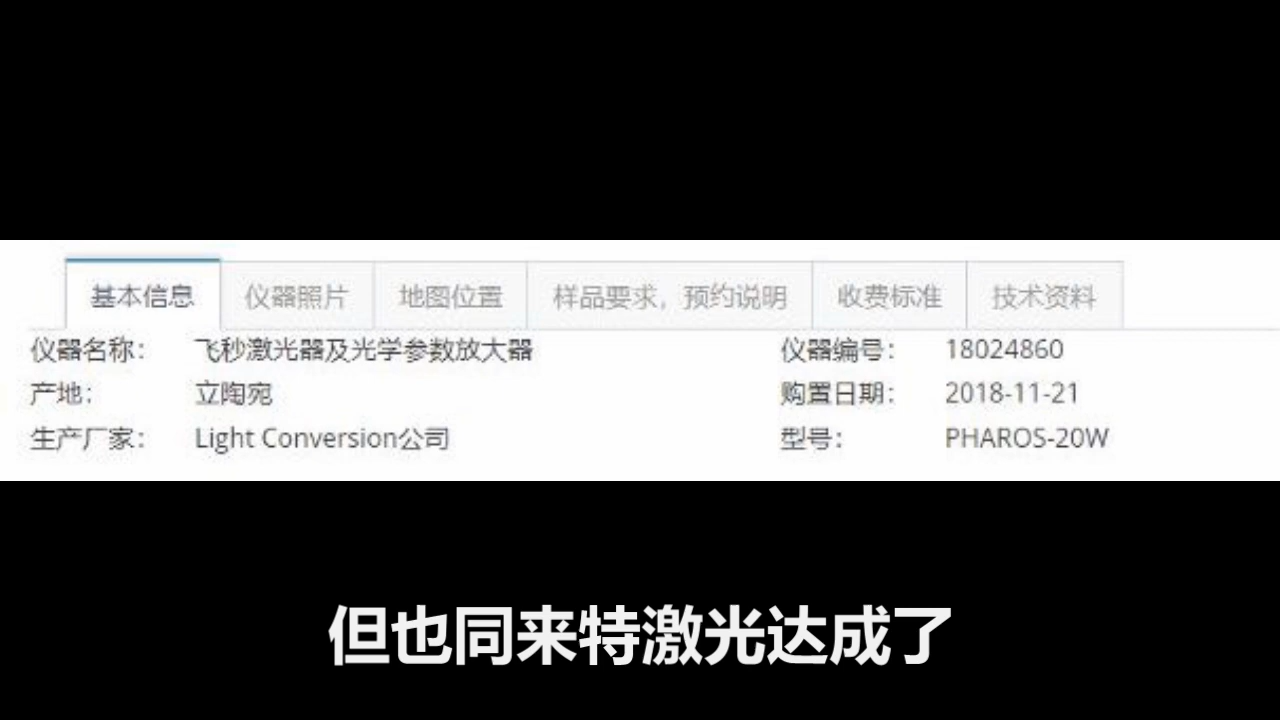 基本信息 仪器照片 地图位置 样品要求，预约说明 收费标准 技术资料
仪器名称： 飞秒激光器及光学参数放大器 仪器编号： 18024860
产地： 立陶宛 购置日期： 2018-11-21
生产厂家： Light Conversion公司 型号： PHAROS-20W
但也同来特激光达成了